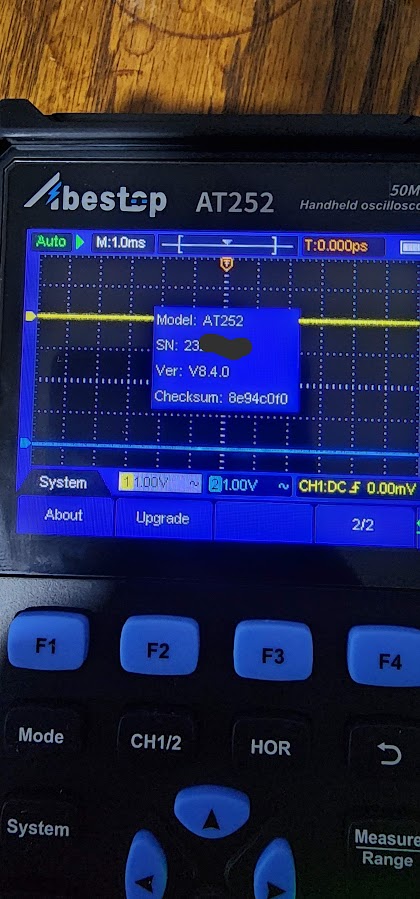 Abestop AT252 50M
Handheld oscillosc
Auto M:1.0ms T:0.000ps
Model: AT252
SN: 23
Ver: V8.4.0
Checksum: 8e94c0f0
System 1 1.00V ~ 2 1.00V ~ CH1:DC 0.00mV
About Upgrade 2/2
F1 F2 F3 F4
Mode CH1/2 HOR
System Measure
Range